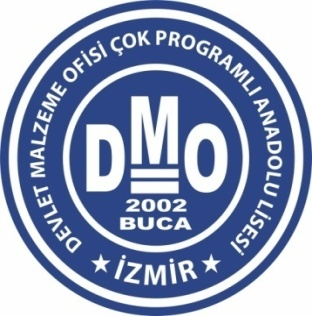 DEVLET MALZEME OFİSİ ÇOK PROGRAMLI ANADOLU LİSESİ
DMO
2002
BUCA
★ İZMİR ★